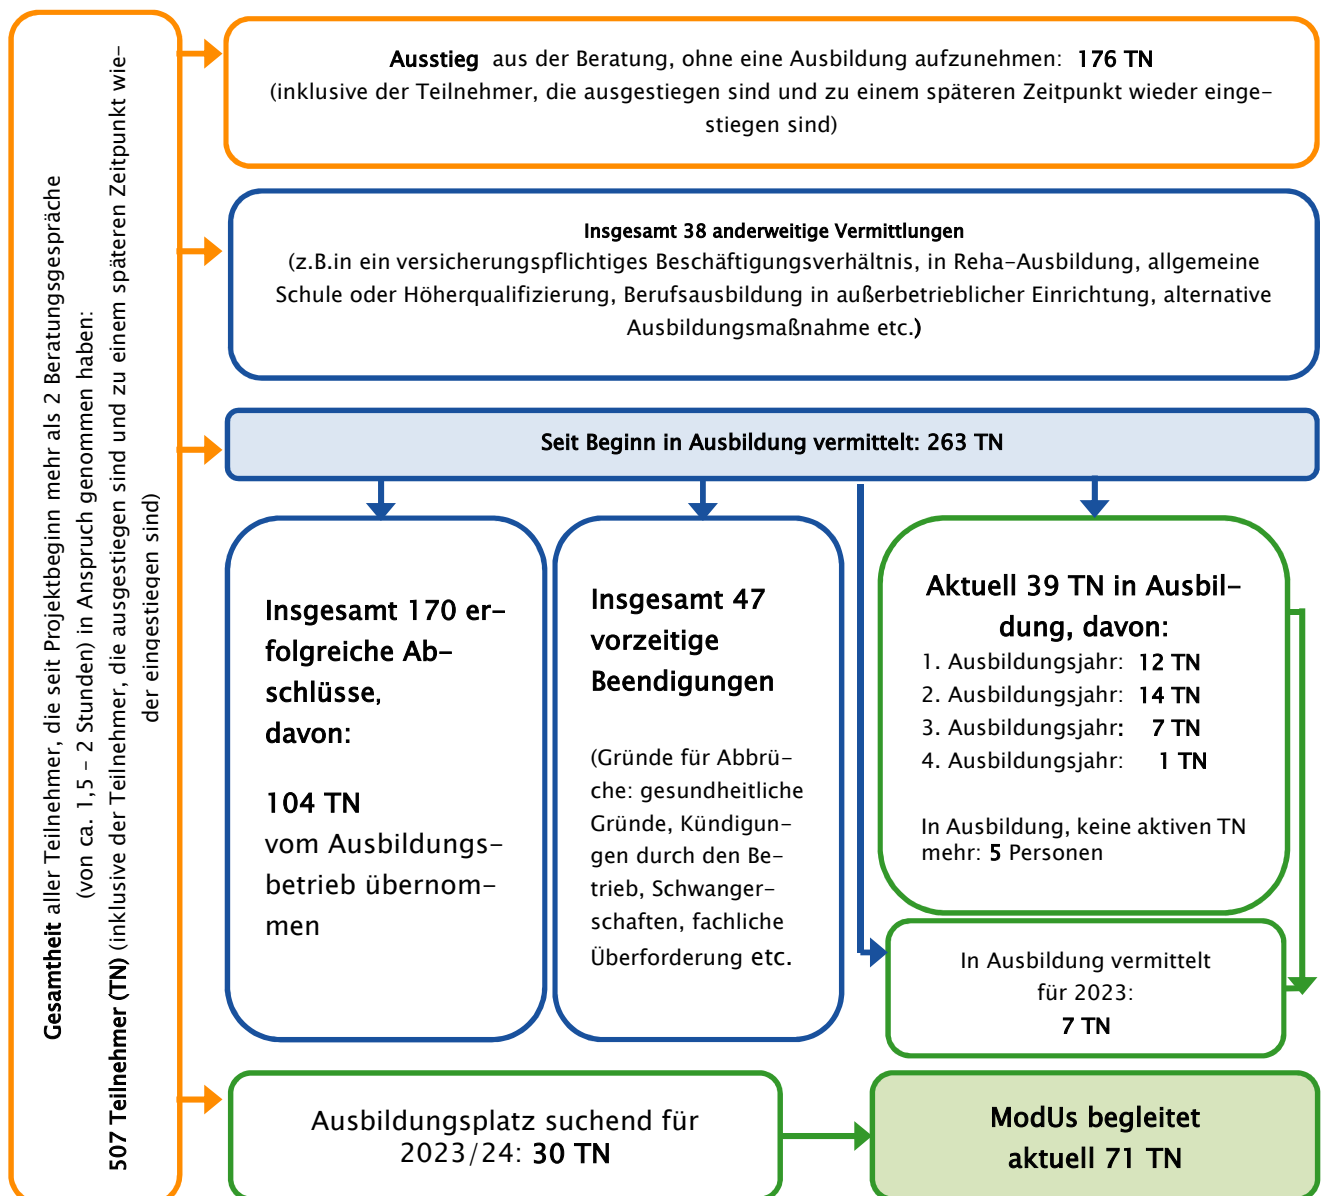 Gesamtheit aller Teilnehmer, die seit Projektbeginn mehr als 2 Beratungsgespräche
(von ca. 1,5 – 2 Stunden) in Anspruch genommen haben:
507 Teilnehmer (TN) (inklusive der Teilnehmer, die ausgestiegen sind und zu einem späteren Zeitpunkt wie-
der eingestiegen sind)
Ausstieg aus der Beratung, ohne eine Ausbildung aufzunehmen: 176 TN
(inklusive der Teilnehmer, die ausgestiegen sind und zu einem späteren Zeitpunkt wieder einge-
stiegen sind)
Insgesamt 38 anderweitige Vermittlungen
(z.B.in ein versicherungspflichtiges Beschäftigungsverhältnis, in Reha-Ausbildung, allgemeine
Schule oder Höherqualifizierung, Berufsausbildung in außerbetrieblicher Einrichtung, alternative
Ausbildungsmaßnahme etc.)
Seit Beginn in Ausbildung vermittelt: 263 TN
Insgesamt 170 er-
folgreiche Ab-
schlüsse,
davon:
104 TN
vom Ausbildungs-
betrieb übernom-
men
Insgesamt 47
vorzeitige
Beendigungen
(Gründe für Abbrü-
che: gesundheitliche
Gründe, Kündigun-
gen durch den Be-
trieb, Schwanger-
schaften, fachliche
Überforderung etc.
Aktuell 39 TN in Ausbil-
dung, davon:
1. Ausbildungsjahr: 12 TN
2. Ausbildungsjahr: 14 TN
3. Ausbildungsjahr: 7 TN
4. Ausbildungsjahr: 1 TN
In Ausbildung, keine aktiven TN
mehr: 5 Personen
In Ausbildung vermittelt
für 2023:
7 TN
Ausbildungsplatz suchend für
2023/24: 30 TN
ModUs begleitet
aktuell 71 TN